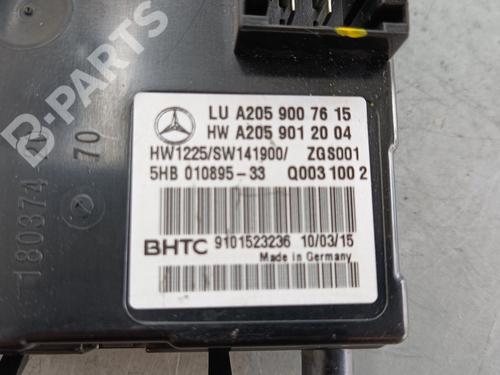 B-PARTS
LU A205 900 76 15
HW A205 901 20 04
HW1225/SW141900/ ZGS001
5HB 010895-33 Q003 100 2
BHTC 9101523236 10/03/15
Made in Germany
180374
70